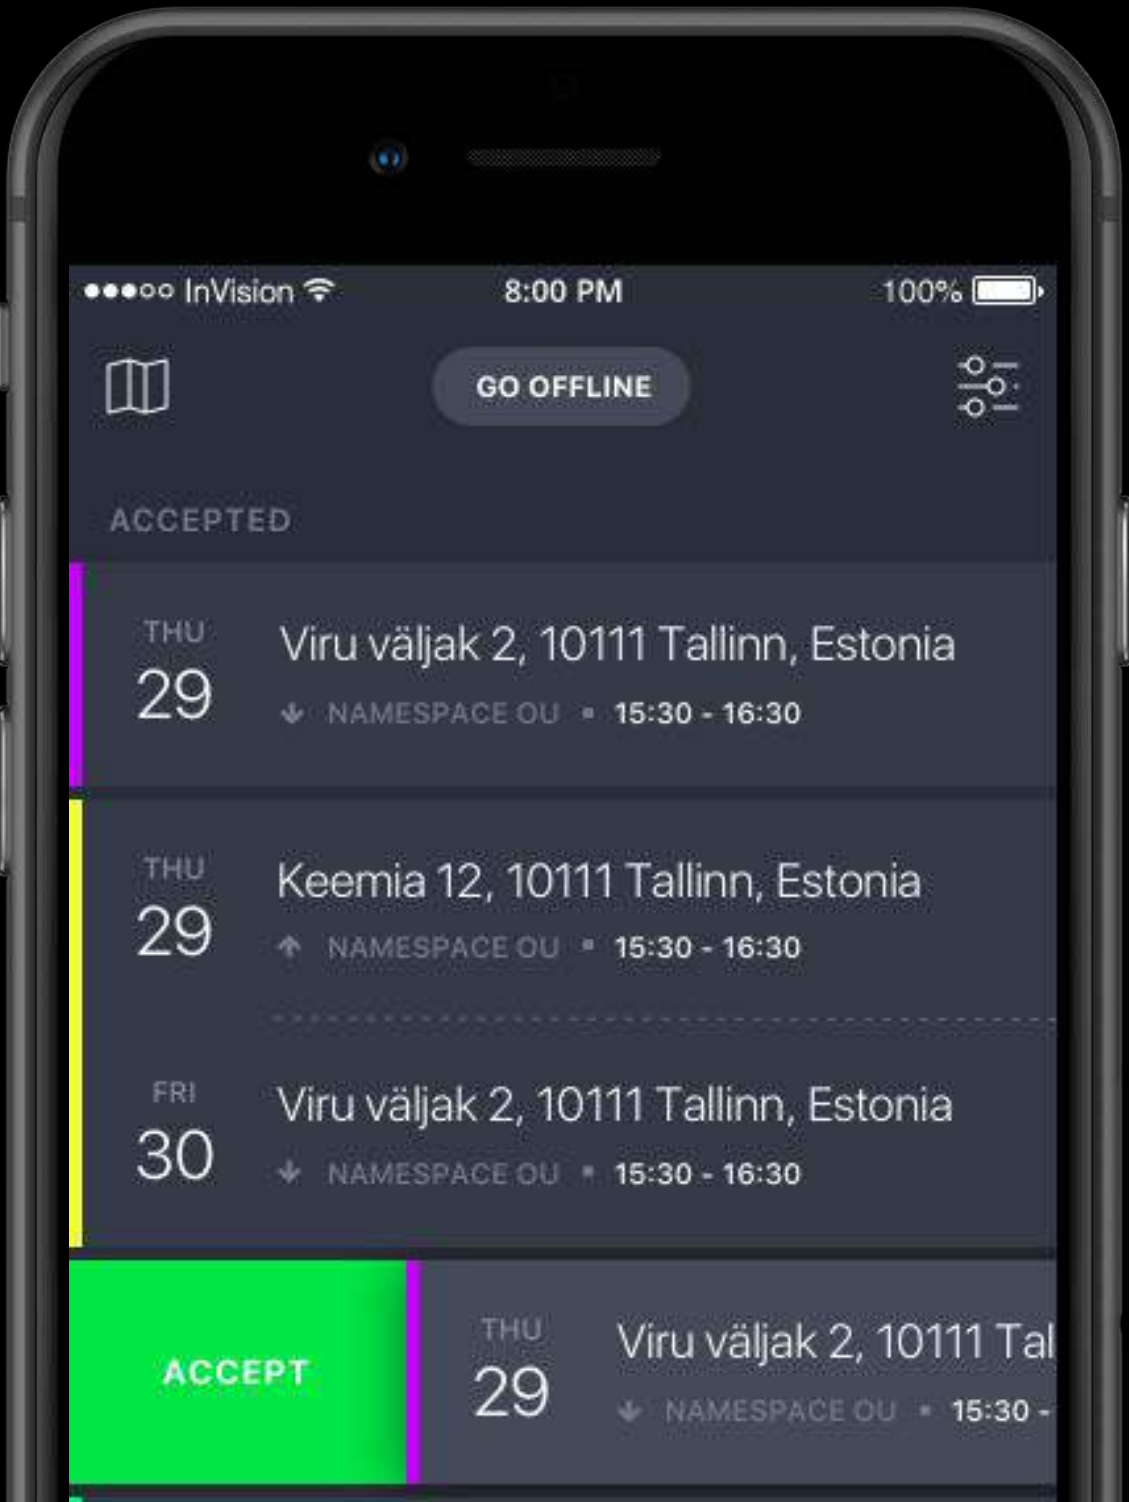 InVision 8:00 PM 100%
GO OFFLINE
ACCEPTED
THU
29
Viru väljak 2, 10111 Tallinn, Estonia
NAMESPACE OU ▪ 15:30 - 16:30
THU
29
Keemia 12, 10111 Tallinn, Estonia
NAMESPACE OU ▪ 15:30 - 16:30
FRI
30
Viru väljak 2, 10111 Tallinn, Estonia
NAMESPACE OU ▪ 15:30 - 16:30
ACCEPT
THU
29
Viru väljak 2, 10111 Tal
NAMESPACE OU ▪ 15:30 -